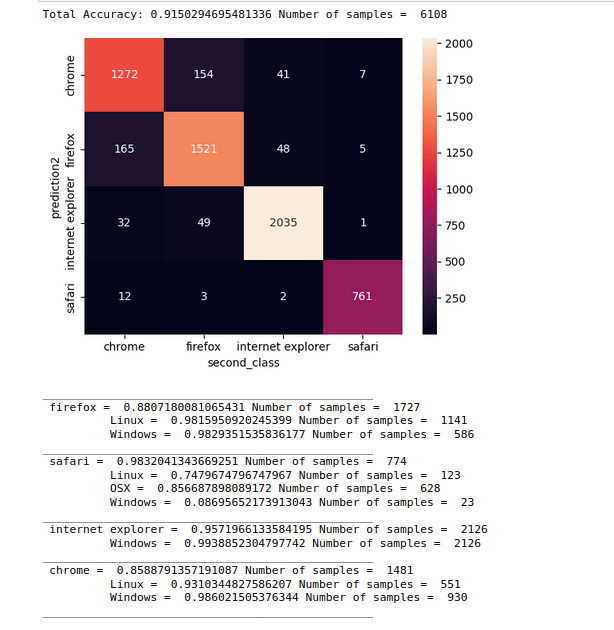 Total Accuracy: 0.9150294695481336 Number of samples = 6108
2000
1750
1500
1250
1000
750
500
250
prediction2
chrome
1272 154 41 7
firefox
165 1521 48 5
internet explorer
32 49 2035 1
safari
12 3 2 761
chrome firefox internet explorer safari
second_class
firefox = 0.8807180081065431 Number of samples = 1727
Linux = 0.9815950920245399 Number of samples = 1141
Windows = 0.9829351535836177 Number of samples = 586
safari = 0.9832041343669251 Number of samples = 774
Linux = 0.7479674796747967 Number of samples = 123
OSX = 0.856687898089172 Number of samples = 628
Windows = 0.08695652173913043 Number of samples = 23
internet explorer = 0.9571966133584195 Number of samples = 2126
Windows = 0.9938852304797742 Number of samples = 2126
chrome = 0.8588791357191087 Number of samples = 1481
Linux = 0.9310344827586207 Number of samples = 551
Windows = 0.986021505376344 Number of samples = 930